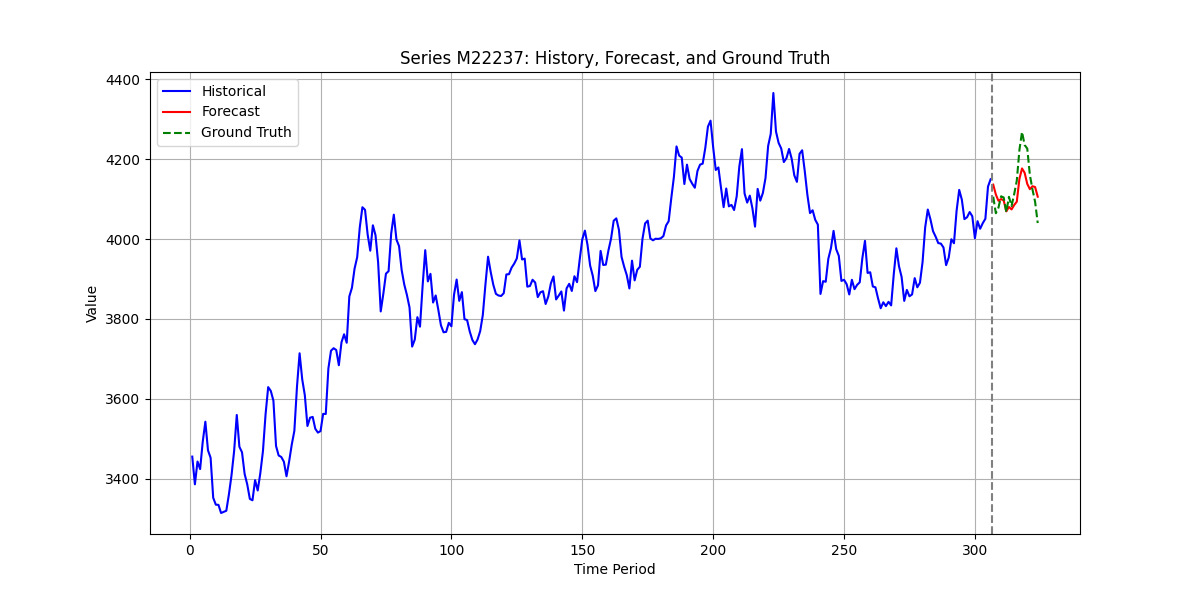 Series M22237: History, Forecast, and Ground Truth
Historical
Forecast
Ground Truth
4400
4200
4000
3800
3600
3400
Value
0 50 100 150 200 250 300
Time Period